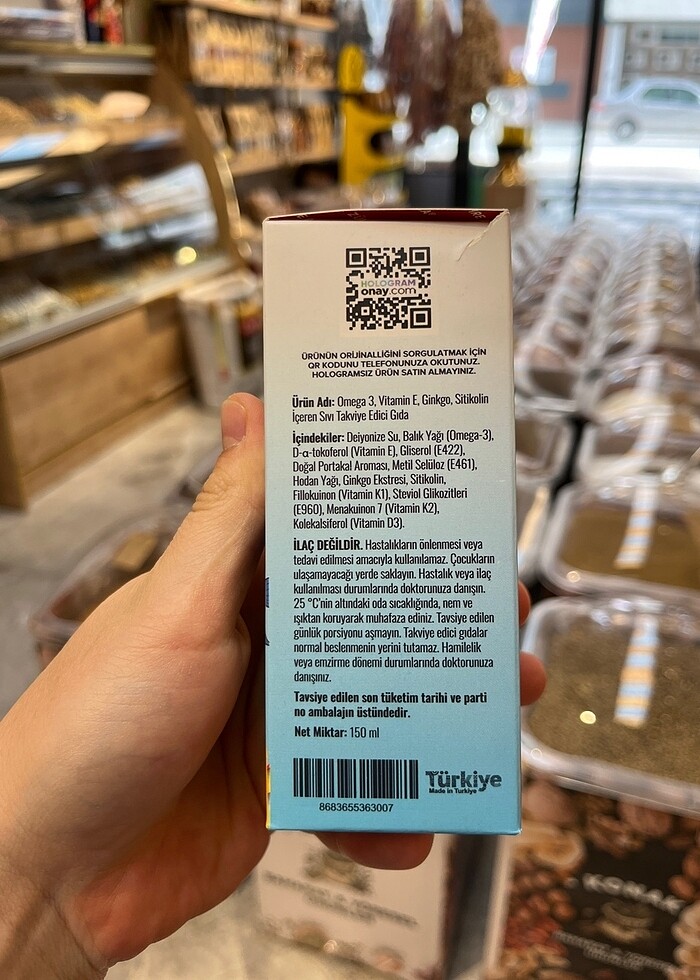 HOLOGRAM
onay.com
ÜRÜNÜN ORİJİNALLİĞİNİ SORGULATMAK İÇİN
QR KODUNU TELEFONUNUZA OKUTUNUZ.
HOLOGRAMSIZ ÜRÜN SATIN ALMAYINIZ.
Ürün Adı: Omega 3, Vitamin E, Ginkgo, Sitikolin
İçeren Sıvı Takviye Edici Gıda
İçindekiler: Deiyonize Su, Balık Yağı (Omega-3),
D-α-tokoferol (Vitamin E), Gliserol (E422),
Doğal Portakal Aroması, Metil Selüloz (E461),
Hodan Yağı, Ginkgo Ekstresi, Sitikolin,
Fillokuinon (Vitamin K1), Steviol Glikozitleri
(E960), Menakuinon 7 (Vitamin K2),
Kolekalsiferol (Vitamin D3).
İLAÇ DEĞİLDİR. Hastalıkların önlenmesi veya
tedavi edilmesi amacıyla kullanılamaz. Çocukların
ulaşamayacağı yerde saklayın. Hastalık veya ilaç
kullanılması durumlarında doktorunuza danışın.
25 °C'nin altındaki oda sıcaklığında, nem ve
ışıktan koruyarak muhafaza ediniz. Tavsiye edilen
günlük porsiyonu aşmayın. Takviye edici gıdalar
normal beslenmenin yerini tutamaz. Hamilelik
veya emzirme dönemi durumlarında doktorunuza
danışınız.
Tavsiye edilen son tüketim tarihi ve parti
no ambalajın üstündedir.
Net Miktar: 150 ml
8683655363007
Türkiye
Made in Turkiye
KONAK